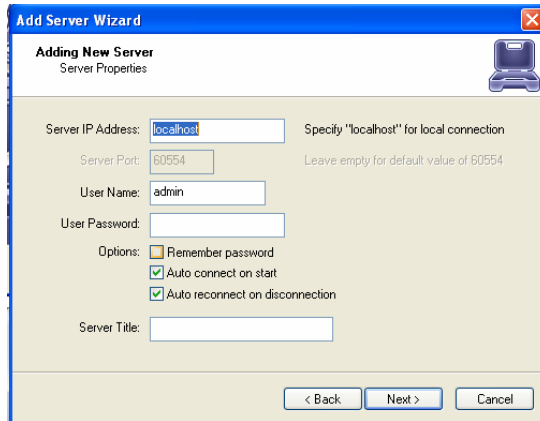 Add Server Wizard
Adding New Server
Server Properties
Server IP Address: localhost Specify "localhost" for local connection
Server Port: 60554 Leave empty for default value of 60554
User Name: admin
User Password:
Options: Remember password
Auto connect on start
Auto reconnect on disconnection
Server Title:
< Back Next > Cancel